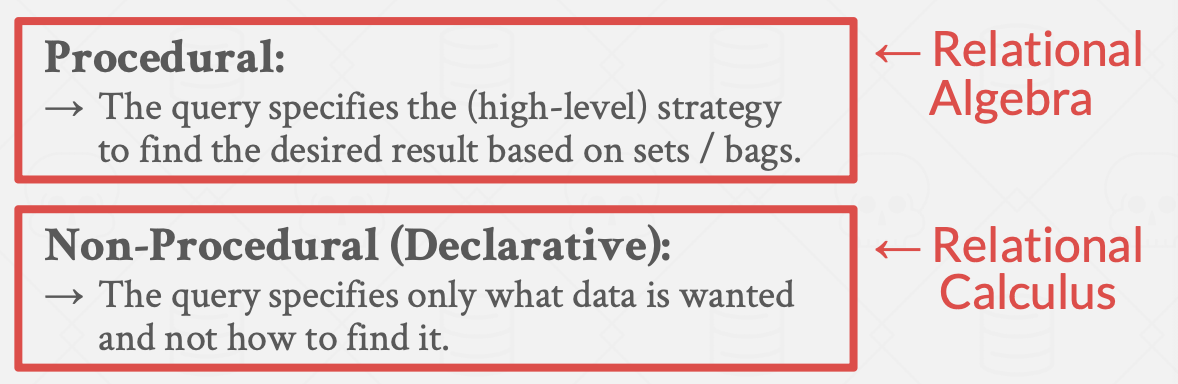 Procedural:
→ The query specifies the (high-level) strategy
to find the desired result based on sets / bags.
← Relational
Algebra
Non-Procedural (Declarative):
→ The query specifies only what data is wanted
and not how to find it.
← Relational
Calculus